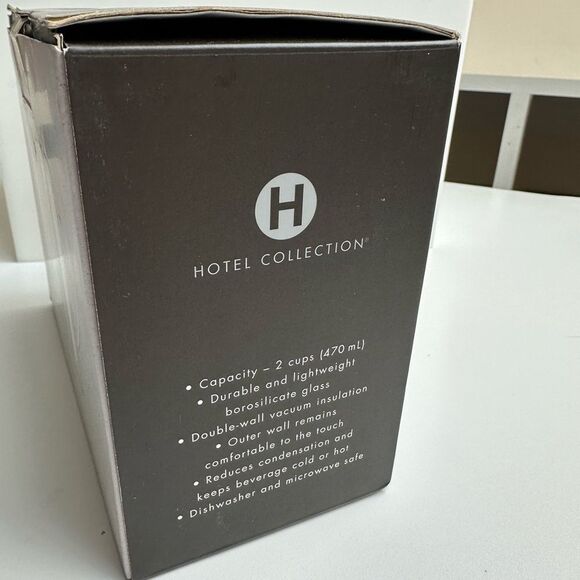 H
HOTEL COLLECTION®
• Capacity – 2 cups (470 mL)
• Durable and lightweight
borosilicate glass
• Double-wall vacuum insulation
• Outer wall remains
comfortable to the touch
• Reduces condensation and
keeps beverage cold or hot
• Dishwasher and microwave safe